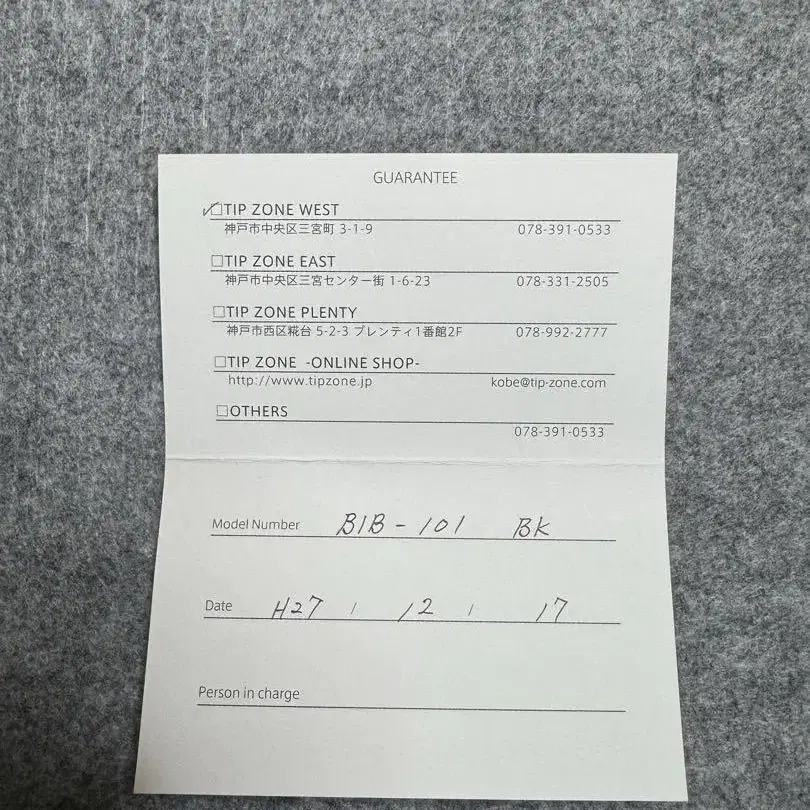 GUARANTEE
☑TIP ZONE WEST
神戸市中央区三宮町 3-1-9 078-391-0533
☐TIP ZONE EAST
神戸市中央区三宮センター街 1-6-23 078-331-2505
☐TIP ZONE PLENTY
神戸市西区糀台 5-2-3 プレンティ1番館2F 078-992-2777
☐TIP ZONE -ONLINE SHOP-
http://www.tipzone.jp kobe@tip-zone.com
☐OTHERS
078-391-0533
Model Number BIB-101 BK
Date H27 / 12 / 17
Person in charge